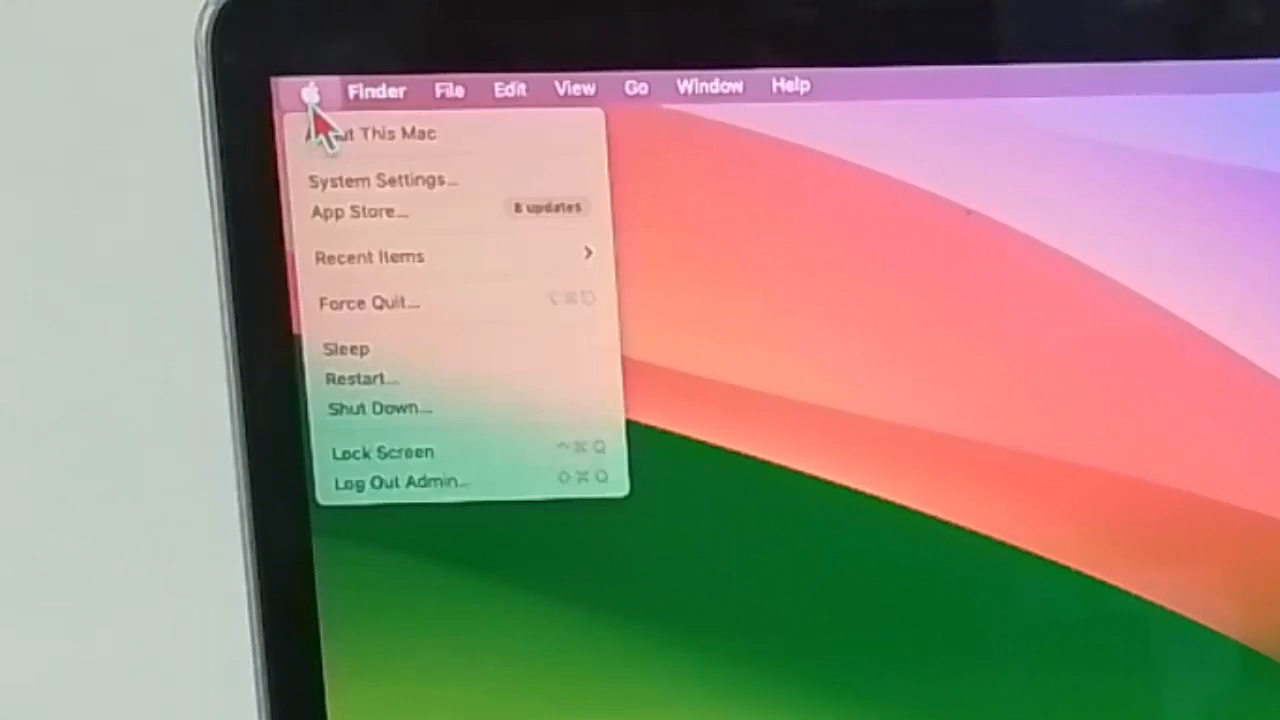 Finder File Edit View Go Window Help
This Mac
System Settings...
App Store... 8 updates
Recent Items >
Force Quit...
Sleep
Restart...
Shut Down...
Lock Screen ^⌘Q
Log Out Admin... ⇧⌘Q